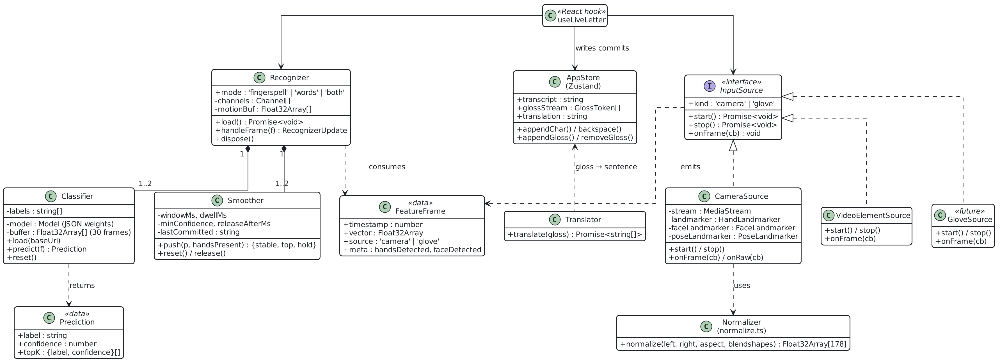 C «React hook»
useLiveLetter
writes commits
C Recognizer
+mode : 'fingerspell' | 'words' | 'both'
-channels : Channel[]
-motionBuf : Float32Array[]
+load() : Promise<void>
+handleFrame(f) : RecognizerUpdate
+dispose()
C AppStore
(Zustand)
+transcript : string
+glossStream : GlossToken[]
+translation : string
+appendChar() / backspace()
+appendGloss() / removeGloss()
I «interface»
InputSource
+kind : 'camera' | 'glove'
+start() : Promise<void>
+stop() : Promise<void>
+onFrame(cb) : void
1
1
1..2
1..2
consumes
gloss → sentence
emits
C Classifier
-labels : string[]
-model : Model (JSON weights)
-buffer : Float32Array[] (30 frames)
+load(baseUrl)
+predict(f) : Prediction
+reset()
C Smoother
-windowMs, dwellMs
-minConfidence, releaseAfterMs
-lastCommitted : string
+push(p, handsPresent) : {stable, top, hold}
+reset() / release()
C «data»
FeatureFrame
+timestamp : number
+vector : Float32Array
+source : 'camera' | 'glove'
+meta : handsDetected, faceDetected
C Translator
+translate(gloss) : Promise<string[]>
C CameraSource
-stream : MediaStream
-landmarker : HandLandmarker
-faceLandmarker : FaceLandmarker
-poseLandmarker : PoseLandmarker
+start() / stop()
+onFrame(cb) / onRaw(cb)
C VideoElementSource
+start() / stop()
+onFrame(cb)
C «future»
GloveSource
+start() / stop()
+onFrame(cb)
returns
uses
C «data»
Prediction
+label : string
+confidence : number
+topK : {label, confidence}[]
C Normalizer
(normalize.ts)
+normalize(left, right, aspect, blendshapes) : Float32Array[178]